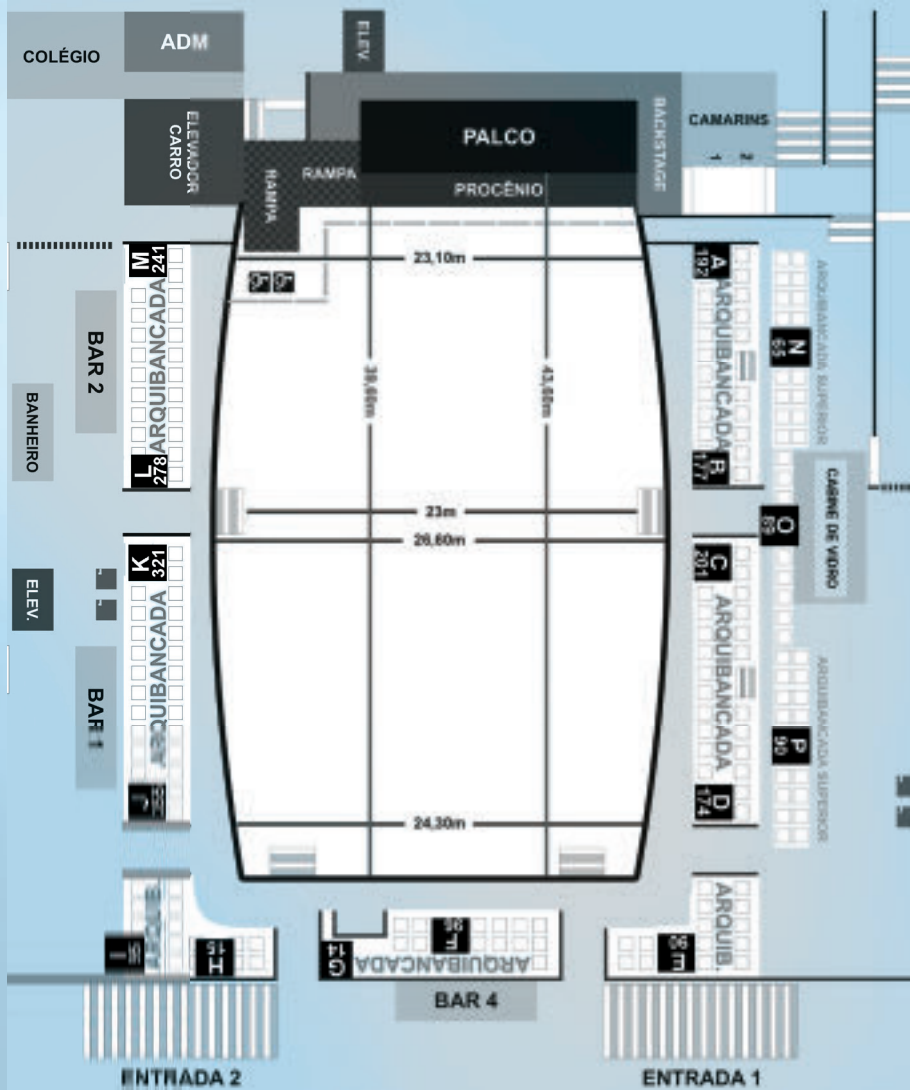 COLÉGIO
ADM
ELEV.
ELEVADOR
CARRO
RAMPA
RAMPA
PALCO
PROCÊNIO
BACKSTAGE
CAMARINS
1
2
M
241
ARQUIBANCADA
L
278
BAR 2
BANHEIRO
23,10m
39,60m
43,60m
23m
26,60m
24,30m
A
192
ARQUIBANCADA
B
177
N
65
ARQUIBANCADA SUPERIOR
O
89
CABINE DE VIDRO
K
321
ARQUIBANCADA
J
ELEV.
BAR 1
C
201
ARQUIBANCADA
D
174
P
90
ARQUIBANCADA SUPERIOR
I
H
15
G
14
F
ARQUIBANCADA
BAR 4
E
90
ARQUIB.
ENTRADA 2
ENTRADA 1